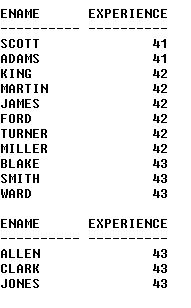 ENAME EXPERIENCE
---------- ----------
SCOTT 41
ADAMS 41
KING 42
MARTIN 42
JAMES 42
FORD 42
TURNER 42
MILLER 42
BLAKE 43
SMITH 43
WARD 43
ENAME EXPERIENCE
---------- ----------
ALLEN 43
CLARK 43
JONES 43